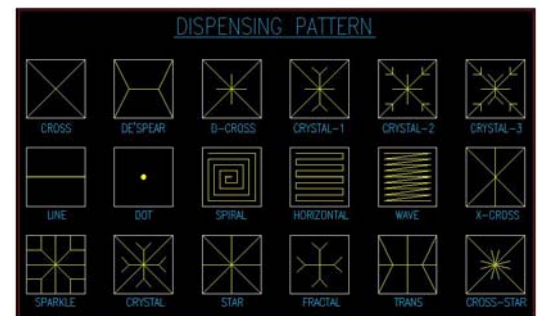 DISPENSING PATTERN
CROSS DE'SPEAR D-CROSS CRYSTAL-1 CRYSTAL-2 CRYSTAL-3
LINE DOT SPIRAL HORIZONTAL WAVE X-CROSS
SPARKLE CRYSTAL STAR FRACTAL TRANS CROSS-STAR